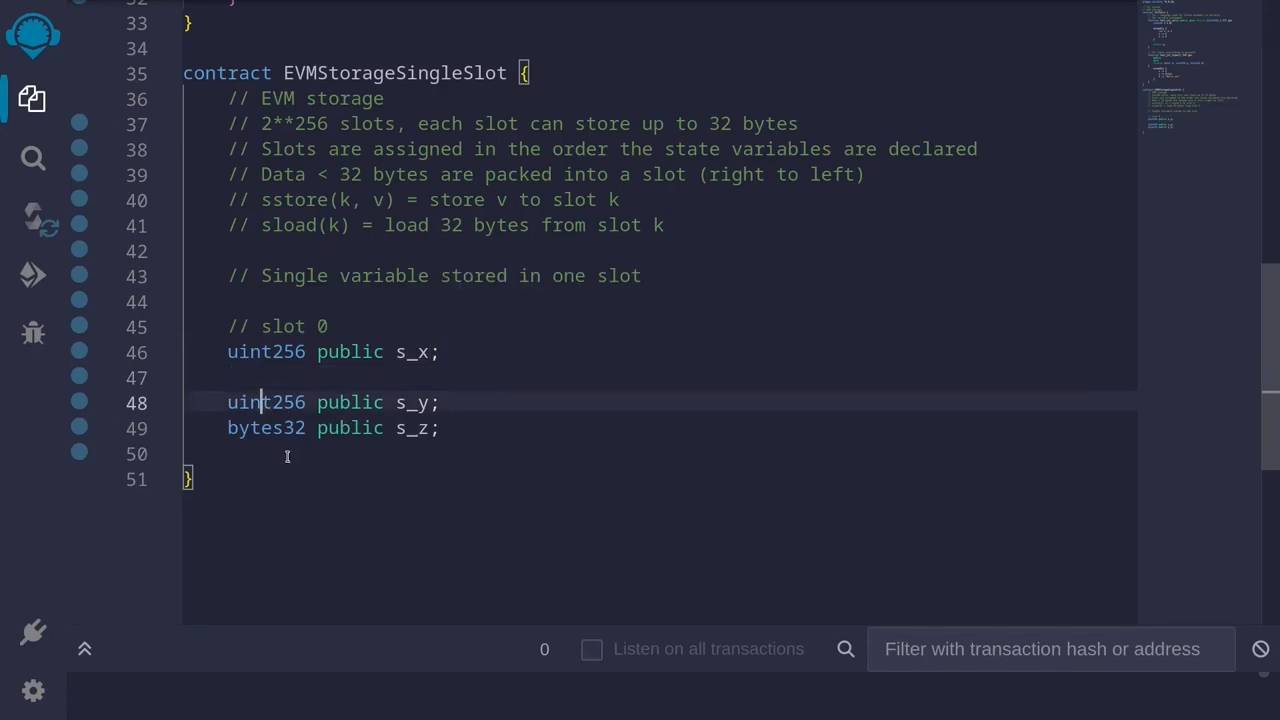 33 }
34
35 contract EVMStorageSingleSlot {
36 // EVM storage
37 // 2**256 slots, each slot can store up to 32 bytes
38 // Slots are assigned in the order the state variables are declared
39 // Data < 32 bytes are packed into a slot (right to left)
40 // sstore(k, v) = store v to slot k
41 // sload(k) = load 32 bytes from slot k
42
43 // Single variable stored in one slot
44
45 // slot 0
46 uint256 public s_x;
47
48 uint256 public s_y;
49 bytes32 public s_z;
50
51 }
0 Listen on all transactions Filter with transaction hash or address